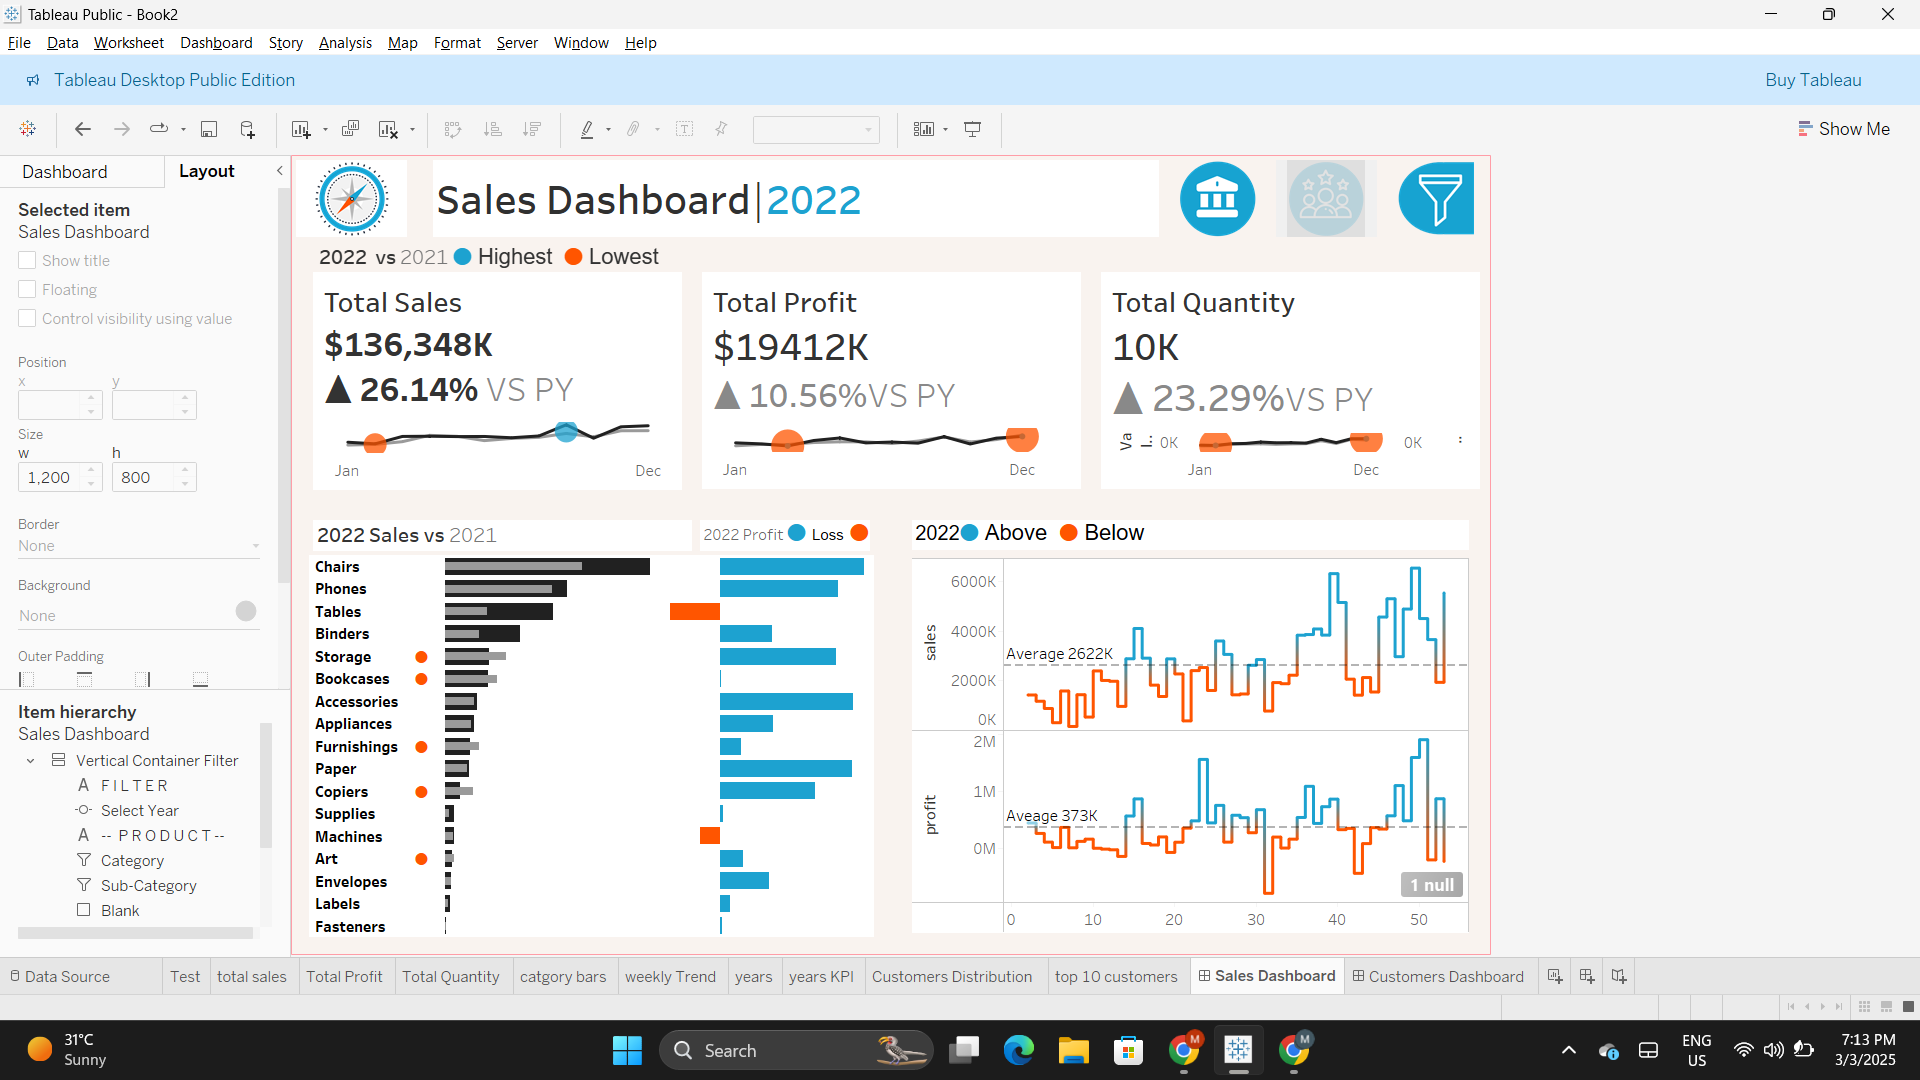 Tableau Public - Book2
File Data Worksheet Dashboard Story Analysis Map Format Server Window Help
Tableau Desktop Public Edition
Buy Tableau
Show Me
Dashboard
Layout
Selected item
Sales Dashboard
Show title
Floating
Control visibility using value
Position
x y
Size
w h
1,200 800
Border
None
Background
None
Outer Padding
Item hierarchy
Sales Dashboard
Vertical Container Filter
A F I L T E R
Select Year
A -- P R O D U C T --
Category
Sub-Category
Blank
Sales Dashboard|2022
2022 vs 2021 Highest Lowest
Total Sales
$136,348K
▲ 26.14% VS PY
Jan Dec
Total Profit
$19412K
▲ 10.56%VS PY
Jan Dec
Total Quantity
10K
▲ 23.29%VS PY
Va
I..
0K
0K
Jan Dec
2022 Sales vs 2021
2022 Profit Loss
Chairs
Phones
Tables
Binders
Storage
Bookcases
Accessories
Appliances
Furnishings
Paper
Copiers
Supplies
Machines
Art
Envelopes
Labels
Fasteners
2022 Above Below
sales
6000K
4000K
Average 2622K
2000K
0K
profit
2M
1M
Aveage 373K
0M
1 null
0 10 20 30 40 50
Data Source Test total sales Total Profit Total Quantity catgory bars weekly Trend years years KPI Customers Distribution top 10 customers Sales Dashboard Customers Dashboard
31°C
Sunny
Search
M
M
ENG
US
7:13 PM
3/3/2025